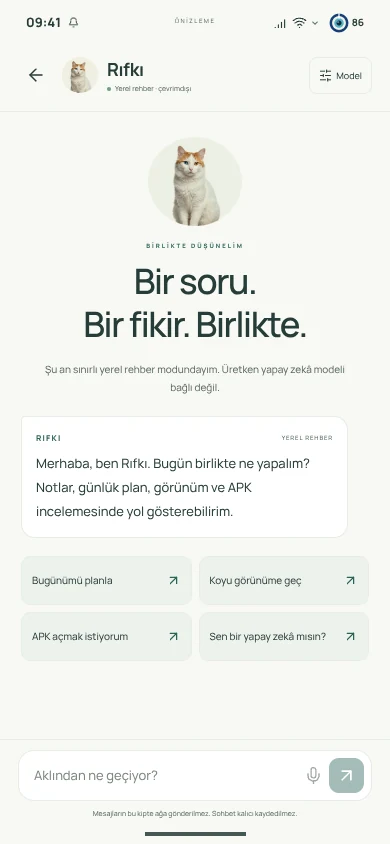 09:41
ÖNİZLEME
86
Rıfkı
Yerel rehber · çevrimdışı
Model
BİRLİKTE DÜŞÜNELİM
Bir soru.
Bir fikir. Birlikte.
Şu an sınırlı yerel rehber modundayım. Üretken yapay zekâ modeli
bağlı değil.
RIFKI
YEREL REHBER
Merhaba, ben Rıfkı. Bugün birlikte ne yapalım?
Notlar, günlük plan, görünüm ve APK
incelemesinde yol gösterebilirim.
Bugünümü planla
Koyu görünüme geç
APK açmak istiyorum
Sen bir yapay zekâ mısın?
Aklından ne geçiyor?
Mesajların bu kipte ağa gönderilmez. Sohbet kalıcı kaydedilmez.